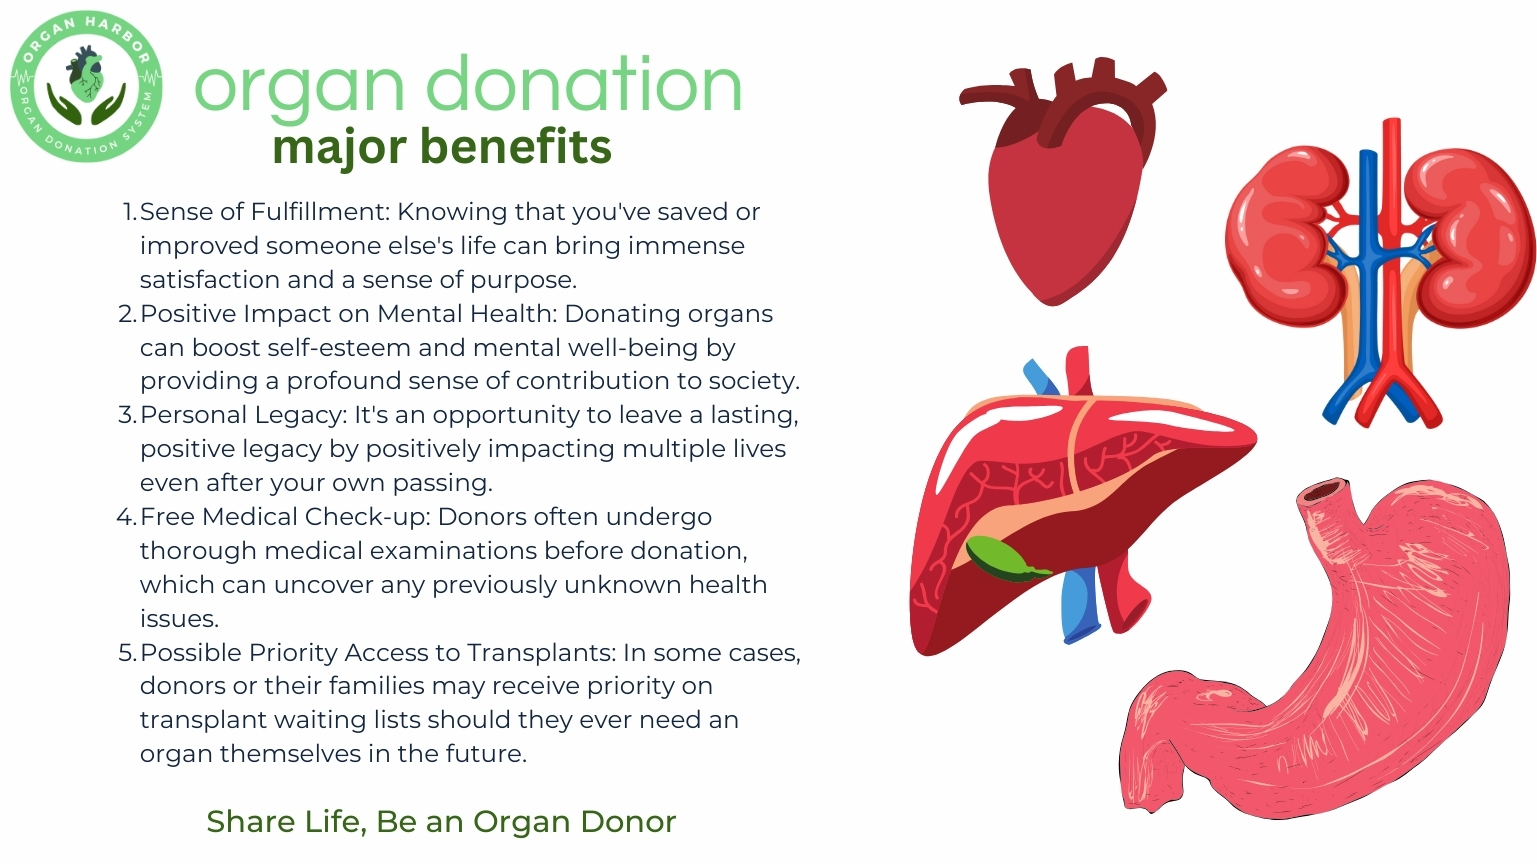 ORGAN HARBOR
ORGAN DONATION SYSTEM
organ donation
major benefits
1. Sense of Fulfillment: Knowing that you've saved or
improved someone else's life can bring immense
satisfaction and a sense of purpose.
2. Positive Impact on Mental Health: Donating organs
can boost self-esteem and mental well-being by
providing a profound sense of contribution to society.
3. Personal Legacy: It's an opportunity to leave a lasting,
positive legacy by positively impacting multiple lives
even after your own passing.
4. Free Medical Check-up: Donors often undergo
thorough medical examinations before donation,
which can uncover any previously unknown health
issues.
5. Possible Priority Access to Transplants: In some cases,
donors or their families may receive priority on
transplant waiting lists should they ever need an
organ themselves in the future.
Share Life, Be an Organ Donor